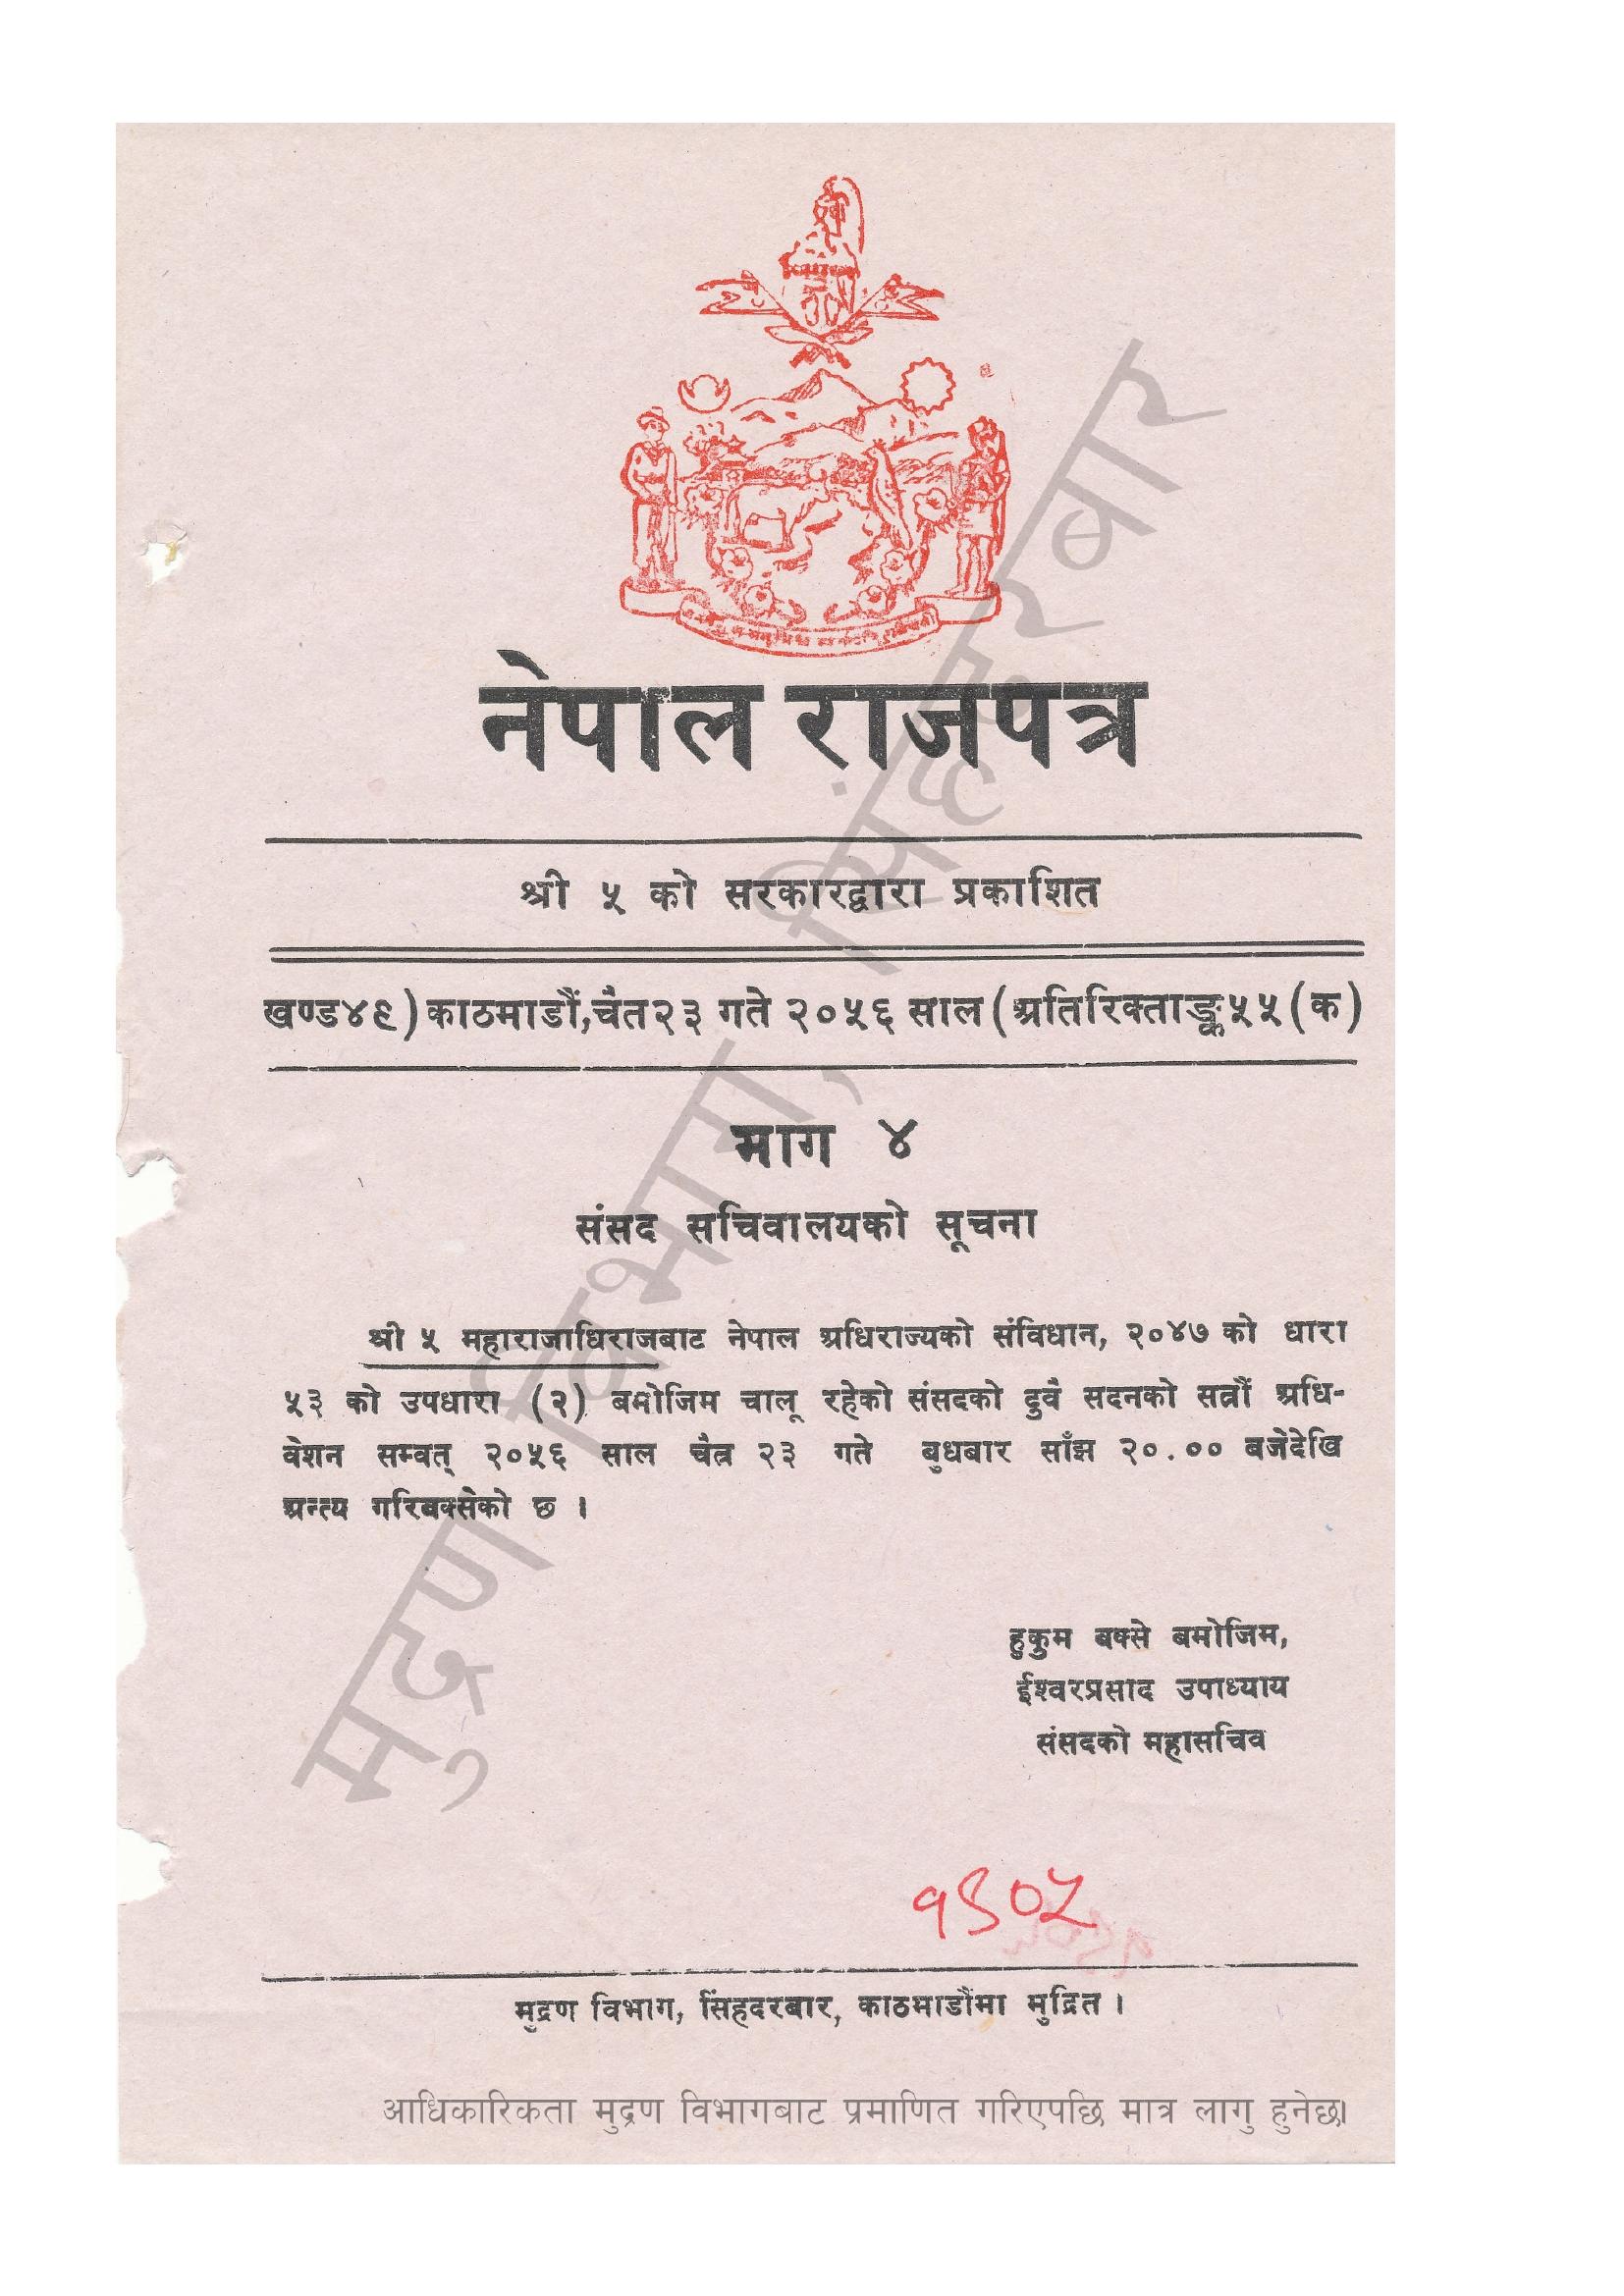 नेपाल राजपत्र
श्री ५ को सरकारद्वारा प्रकाशित
खण्ड४९) काठमाडौं,चैत२३ गते २०५६ साल (अतिरिक्ताङ्क५५(क)
भाग ४
संसद सचिवालयको सूचना
श्री ५ महाराजाधिराजबाट नेपाल अधिराज्यको संविधान, २०४७ को धारा
५३ को उपधारा (२) बमोजिम चालू रहेको संसदको दुवै सदनको सत्रौं अधि-
वेशन सम्वत् २०५६ साल चैत्र २३ गते बुधबार साँझ २०.०० बजेदेखि
अन्त्य गरिबक्सेको छ ।
हुकुम बक्से बमोजिम,
ईश्वरप्रसाद उपाध्याय
संसदको महासचिव
१९०५
मुद्रण विभाग, सिंहदरबार, काठमाडौंमा मुद्रित ।
आधिकारिकता मुद्रण विभागबाट प्रमाणित गरिएपछि मात्र लागु हुनेछ।
मुद्रण विभाग, सिंहदरबार